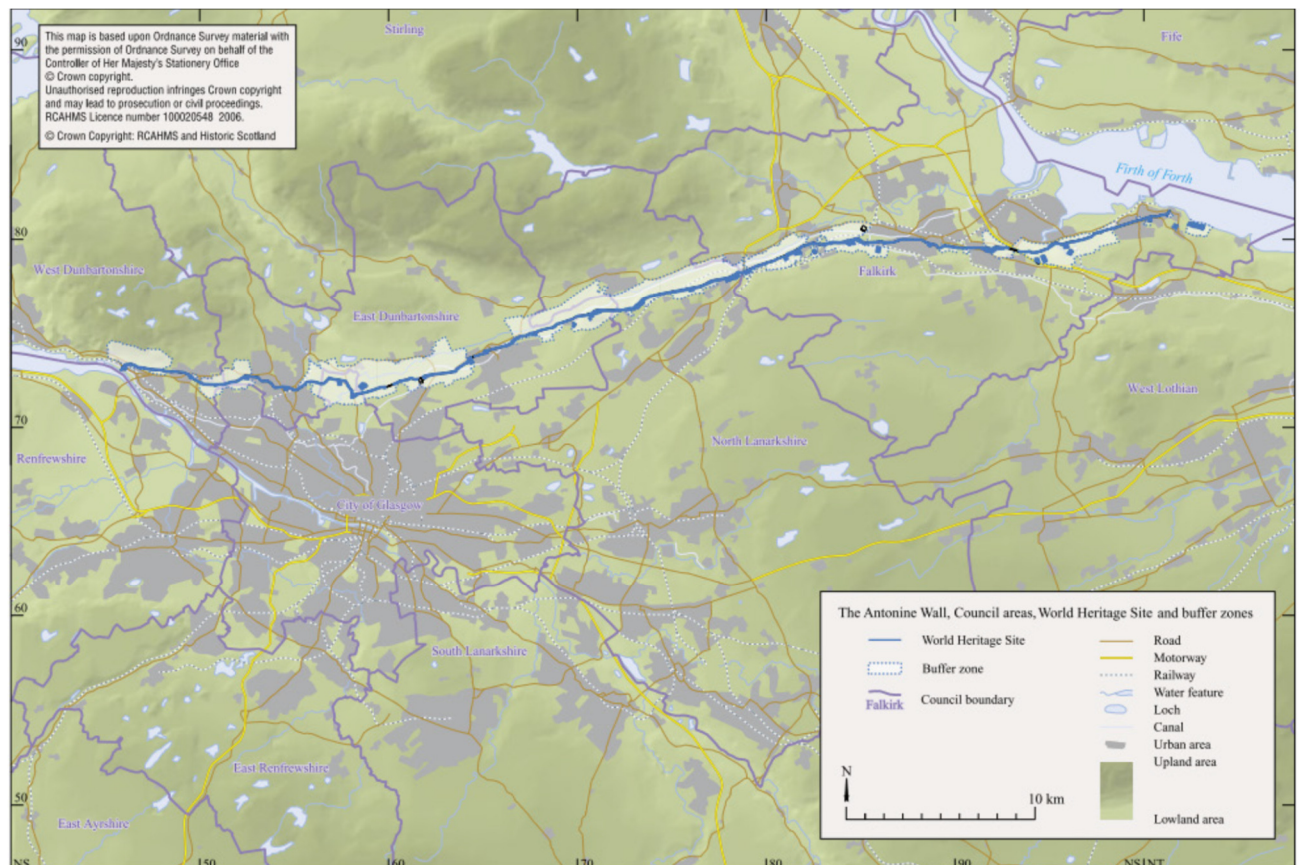 This map is based upon Ordnance Survey material with
the permission of Ordnance Survey on behalf of the
Controller of Her Majesty's Stationery Office
© Crown copyright.
Unauthorised reproduction infringes Crown copyright
and may lead to prosecution or civil proceedings.
RCAHMS Licence number 100020548 2006.
© Crown Copyright: RCAHMS and Historic Scotland
Stirling
Fife
90
Firth of Forth
80
West Dunbartonshire
Falkirk
East Dunbartonshire
West Lothian
70
North Lanarkshire
Renfrewshire
City of Glasgow
60
South Lanarkshire
East Renfrewshire
50
East Ayrshire
NS
150
160
170
180
190
NS1NT
The Antonine Wall, Council areas, World Heritage Site and buffer zones
World Heritage Site
Buffer zone
Falkirk
Council boundary
Road
Motorway
Railway
Water feature
Loch
Canal
Urban area
Upland area
Lowland area
N
10 km